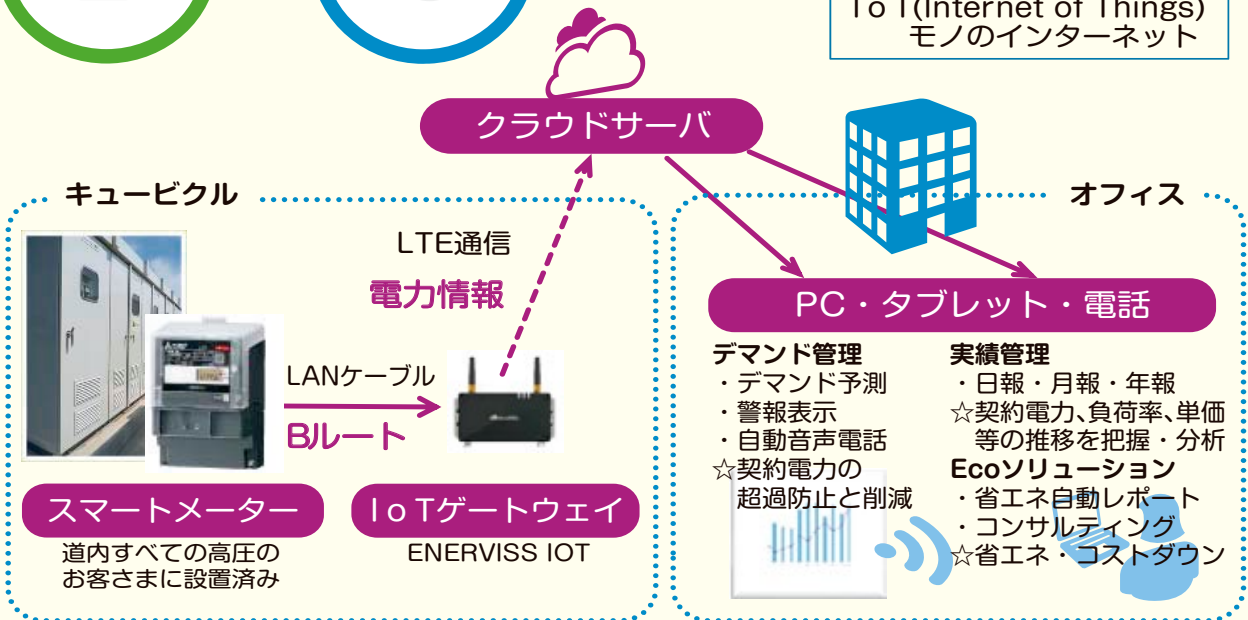 IoT(Internet of Things)
モノのインターネット
クラウドサーバ
キュービクル
LTE通信
電力情報
LANケーブル
Bルート
スマートメーター
道内すべての高圧の
お客さまに設置済み
IoTゲートウェイ
ENERVISS IOT
オフィス
PC・タブレット・電話
デマンド管理
・デマンド予測
・警報表示
・自動音声電話
☆契約電力の
超過防止と削減
実績管理
・日報・月報・年報
☆契約電力、負荷率、単価
等の推移を把握・分析
Ecoソリューション
・省エネ自動レポート
・コンサルティング
☆省エネ・コストダウン